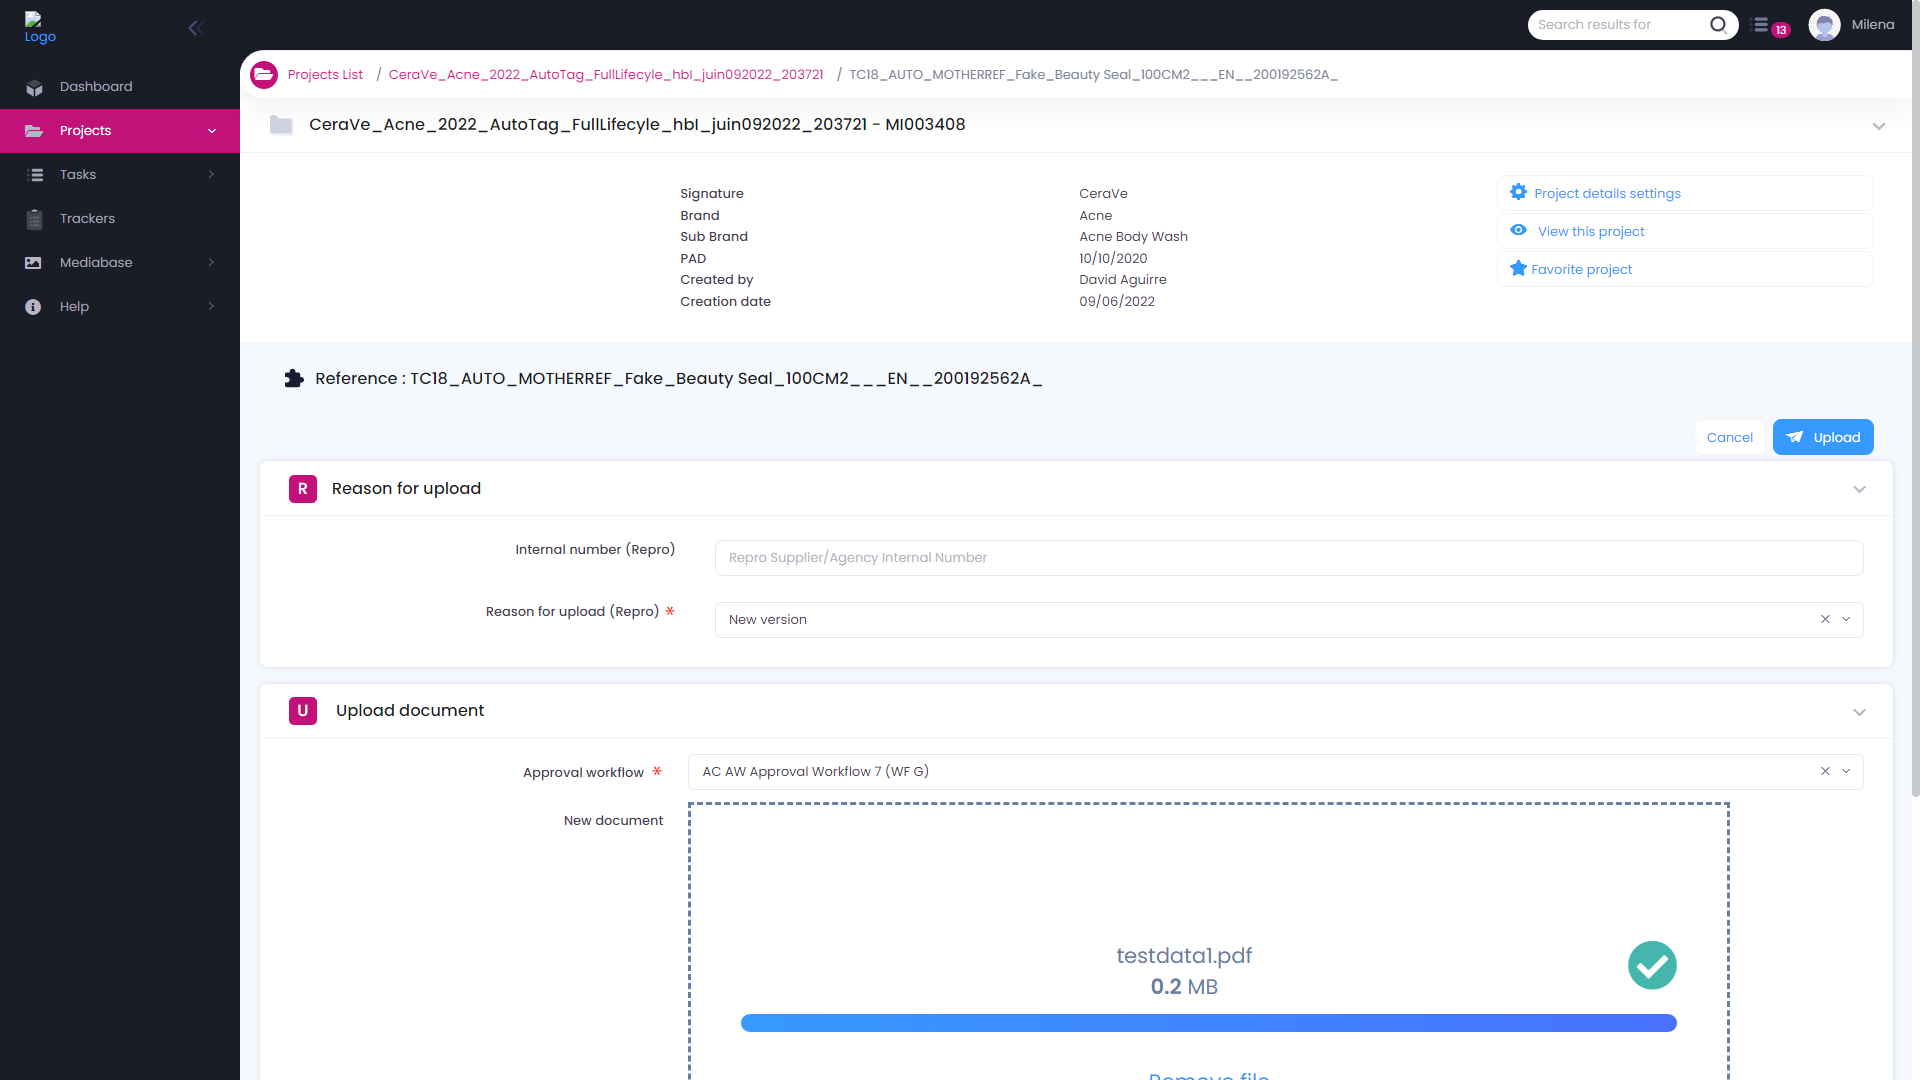 Logo
Search results for
13
Milena
Dashboard
Projects
Tasks
Trackers
Mediabase
Help
Projects List / CeraVe_Acne_2022_AutoTag_FullLifecyle_hbI_juin092022_203721 / TC18_AUTO_MOTHERREF_Fake_Beauty Seal_100CM2___EN__200192562A_
CeraVe_Acne_2022_AutoTag_FullLifecyle_hbI_juin092022_203721 - MI003408
Signature CeraVe
Brand Acne
Sub Brand Acne Body Wash
PAD 10/10/2020
Created by David Aguirre
Creation date 09/06/2022
Project details settings
View this project
Favorite project
Reference : TC18_AUTO_MOTHERREF_Fake_Beauty Seal_100CM2___EN__200192562A_
Cancel
Upload
R Reason for upload
Internal number (Repro) Repro Supplier/Agency Internal Number
Reason for upload (Repro) * New version
U Upload document
Approval workflow * AC AW Approval Workflow 7 (WF G)
New document
testdata1.pdf
0.2 MB
Remove file